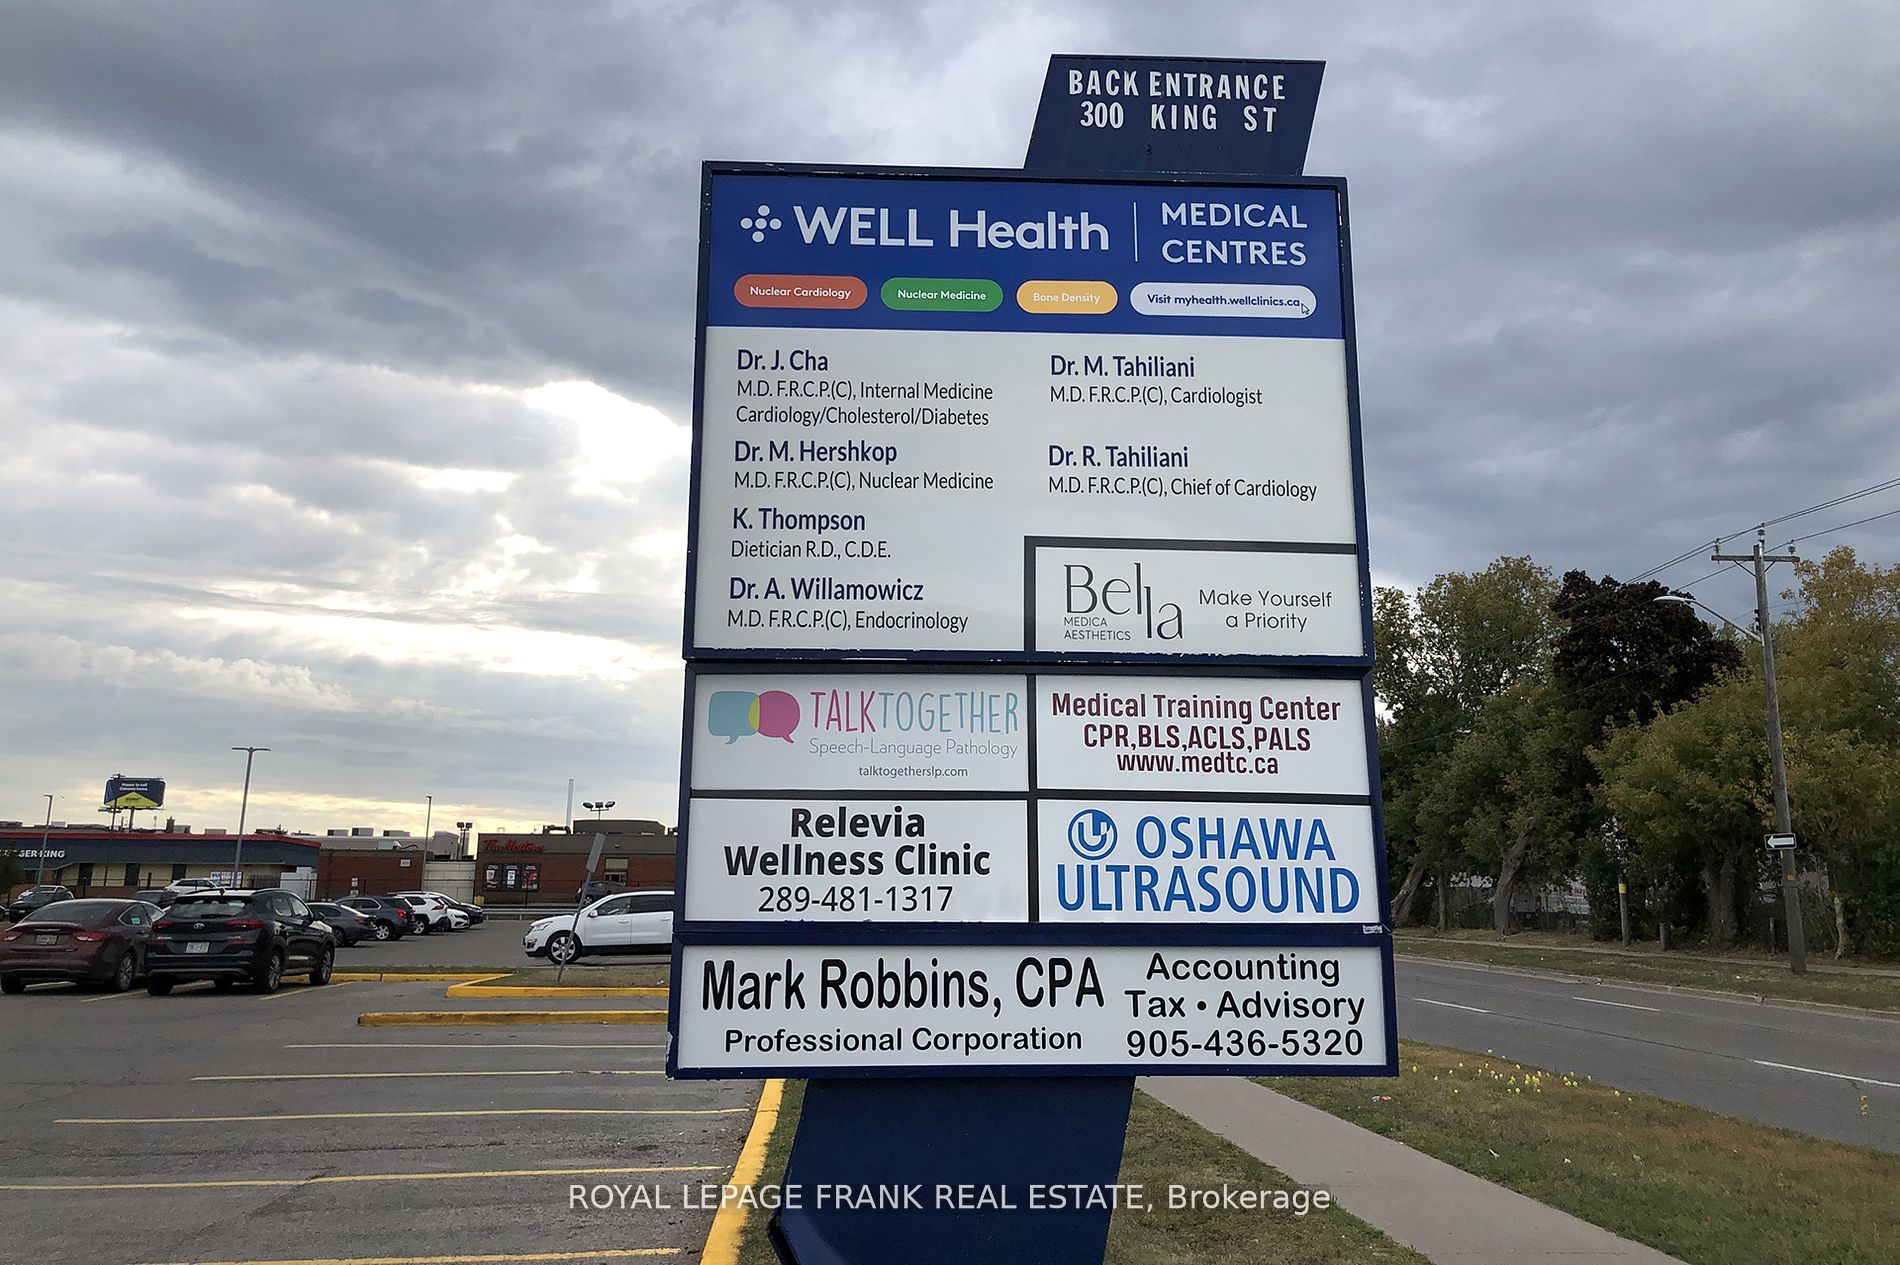 BACK ENTRANCE
300 KING ST
WELL Health
MEDICAL
CENTRES
Nuclear Cardiology
Nuclear Medicine
Bone Density
Visit myhealth.wellclinics.ca
Dr. J. Cha
M.D. F.R.C.P.(C), Internal Medicine
Cardiology/Cholesterol/Diabetes
Dr. M. Tahiliani
M.D. F.R.C.P.(C), Cardiologist
Dr. M. Hershkop
M.D. F.R.C.P.(C), Nuclear Medicine
Dr. R. Tahiliani
M.D. F.R.C.P.(C), Chief of Cardiology
K. Thompson
Dietician R.D., C.D.E.
Dr. A. Willamowicz
M.D. F.R.C.P.(C), Endocrinology
Bella
MEDICA
AESTHETICS
Make Yourself
a Priority
TALKTOGETHER
Speech-Language Pathology
talktogetherslp.com
Medical Training Center
CPR,BLS,ACLS,PALS
www.medtc.ca
Relevia
Wellness Clinic
289-481-1317
OSHAWA
ULTRASOUND
Mark Robbins, CPA
Professional Corporation
Accounting
Tax • Advisory
905-436-5320
GER KING
Tim Hortons
ROYAL LEPAGE FRANK REAL ESTATE, Brokerage